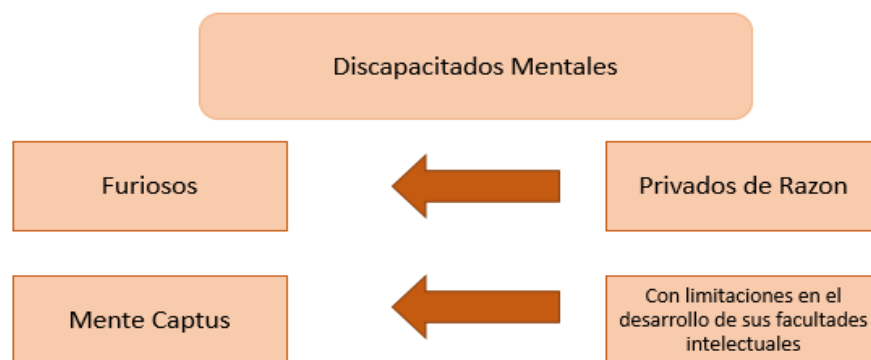 Discapacitados Mentales
Furiosos
Privados de Razon
Mente Captus
Con limitaciones en el
desarrollo de sus facultades
intelectuales